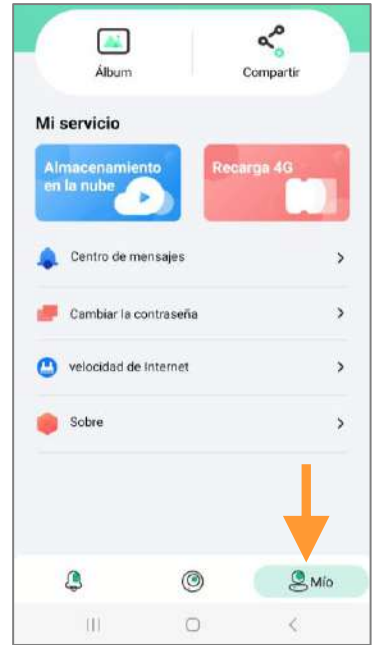 Álbum
Compartir
Mi servicio
Almacenamiento
en la nube
Recarga 4G
Centro de mensajes
Cambiar la contraseña
velocidad de Internet
Sobre
Mío